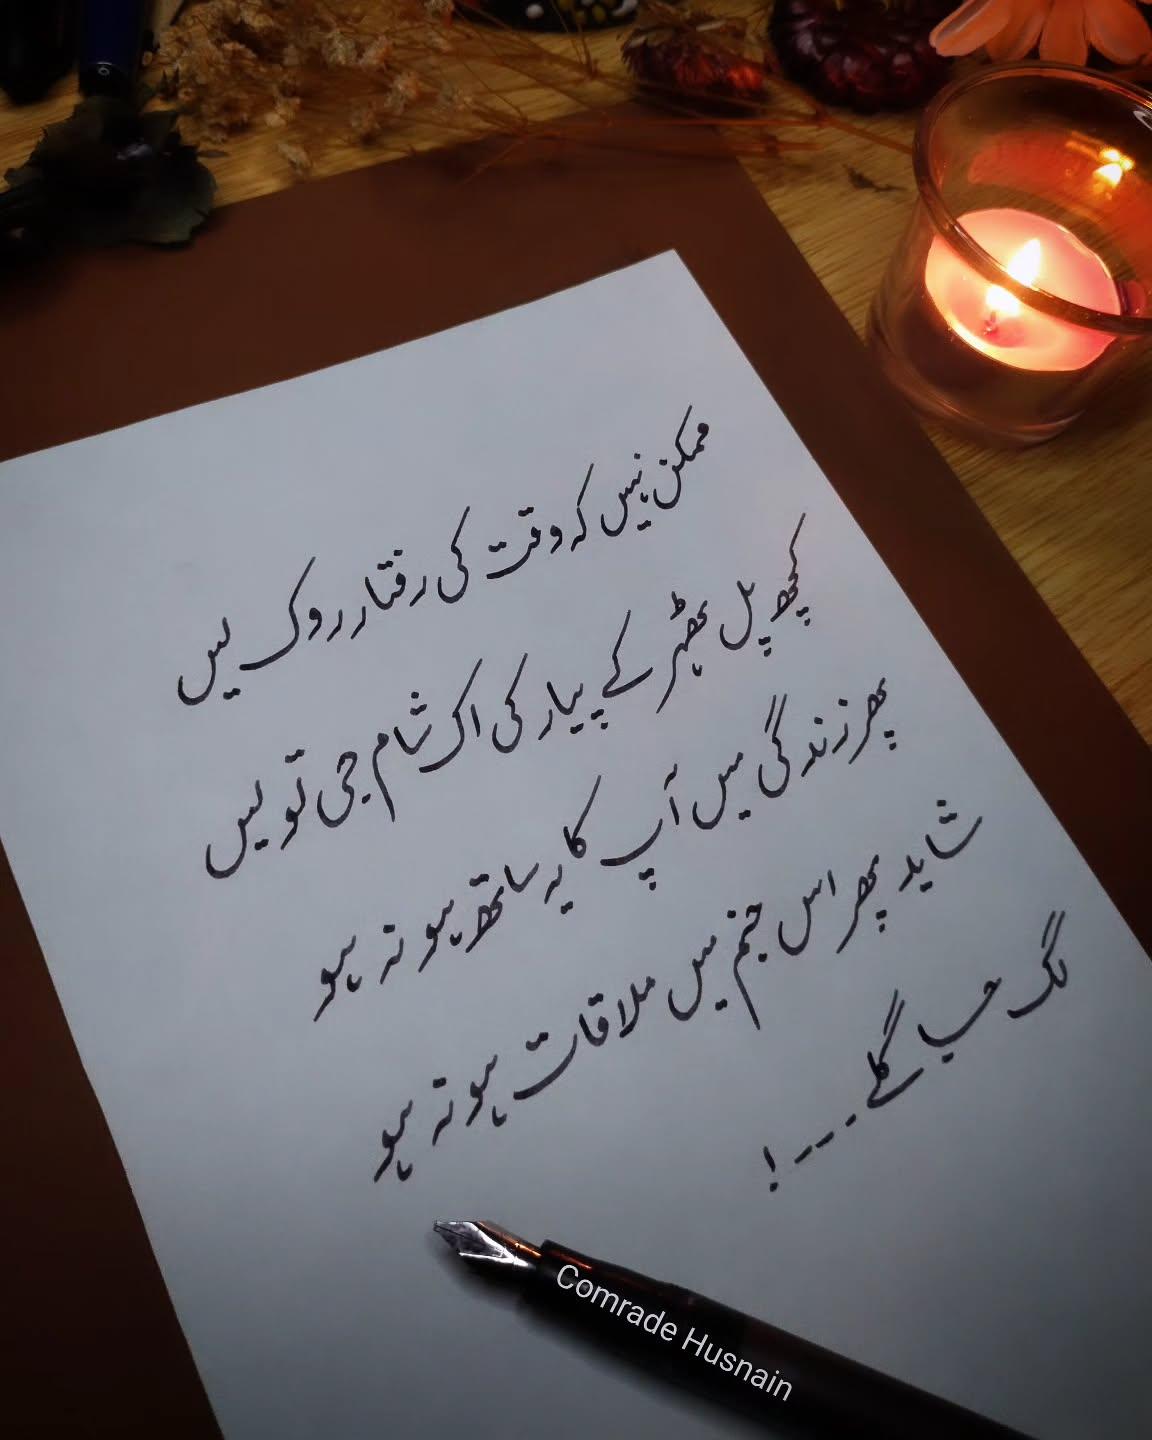 ممکن نہیں کہ وقت کی رفتار روک لیں
کچھ پل ٹھہر کے پیار کی اک شام جی تو لیں
پھر زندگی میں آپ کا یہ ساتھ ہو نہ ہو
شاید پھر اس جنم میں ملاقات ہو نہ ہو
لگ جا گلے ۔ ۔ ۔ !
Comrade Husnain